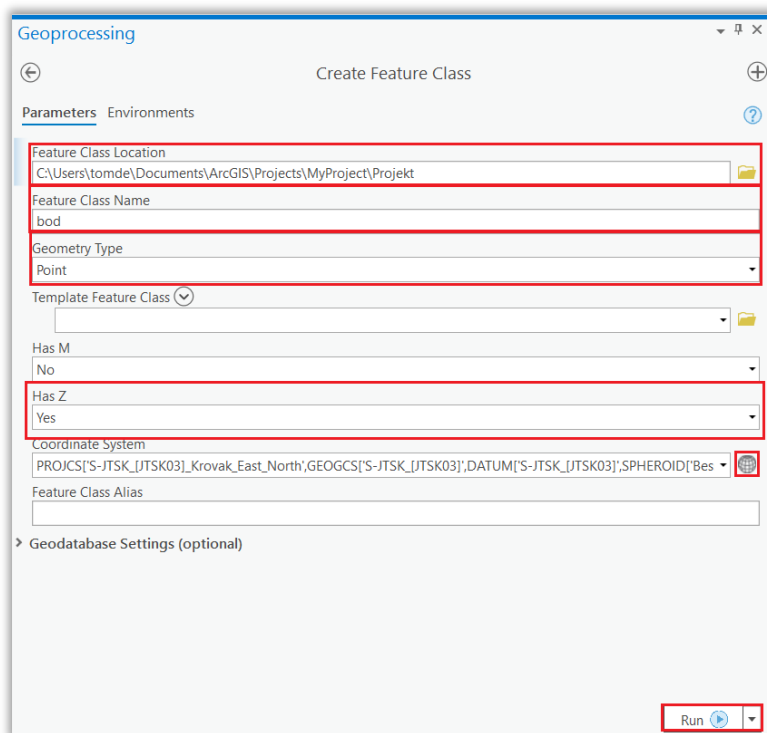 Geoprocessing
Create Feature Class
Parameters Environments
Feature Class Location
C:\Users\tomde\Documents\ArcGIS\Projects\MyProject\Projekt
Feature Class Name
bod
Geometry Type
Point
Template Feature Class
Has M
No
Has Z
Yes
Coordinate System
PROJCS['S-JTSK_[JTSK03]_Krovak_East_North',GEOGCS['S-JTSK_[JTSK03]',DATUM['S-JTSK_[JTSK03]',SPHEROID['Bes
Feature Class Alias
Geodatabase Settings (optional)
Run